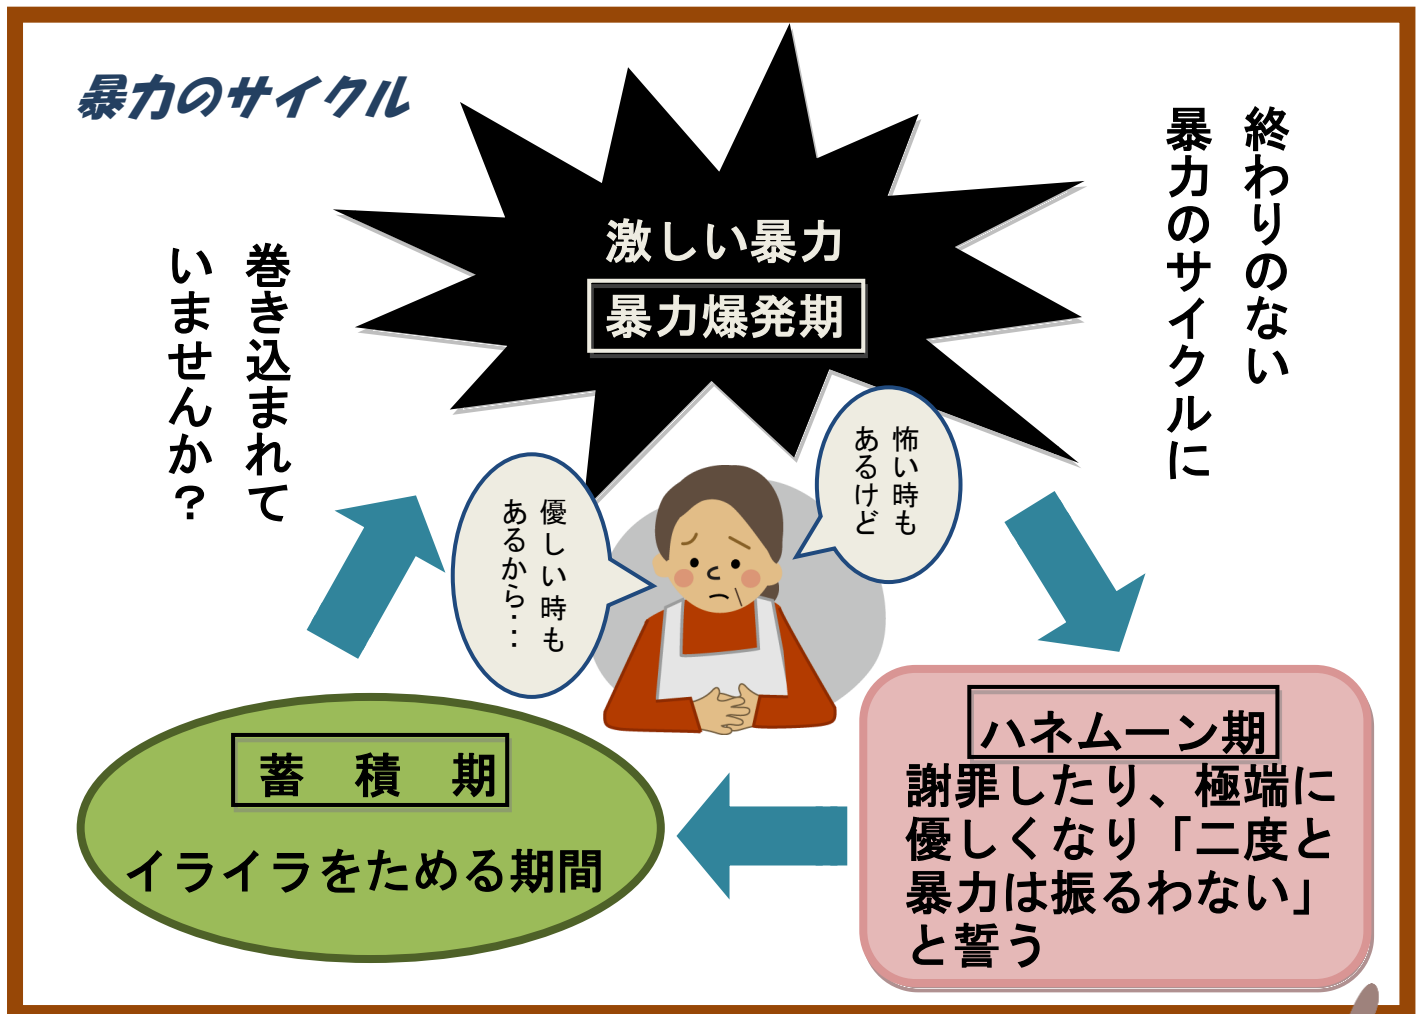 暴力のサイクル
終わりのない
暴力のサイクルに
巻き込まれて
いませんか？
激しい暴力
暴力爆発期
怖い時も
あるけど
優しい時も
あるから・・・
ハネムーン期
謝罪したり、極端に
優しくなり「二度と
暴力は振るわない」
と誓う
蓄　積　期
イライラをためる期間